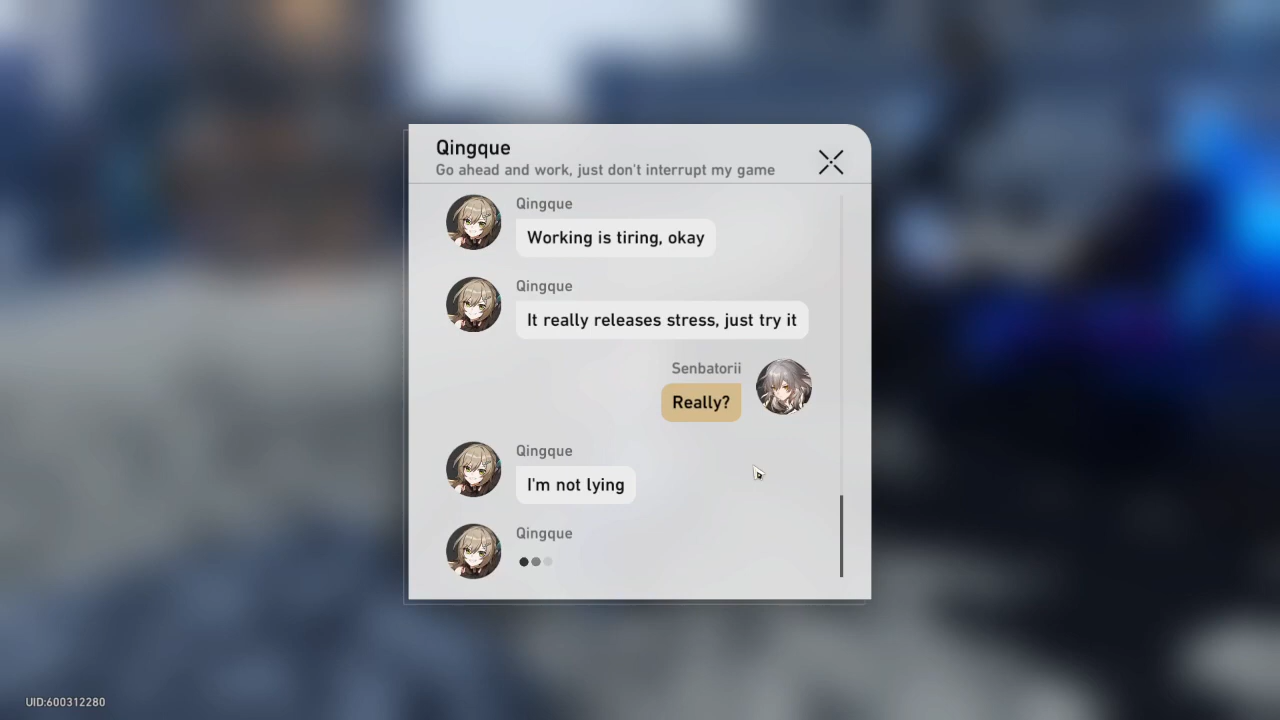 Qingque
Go ahead and work, just don't interrupt my game
Qingque
Working is tiring, okay
Qingque
It really releases stress, just try it
Senbatorii
Really?
Qingque
I'm not lying
Qingque
UID:600312280